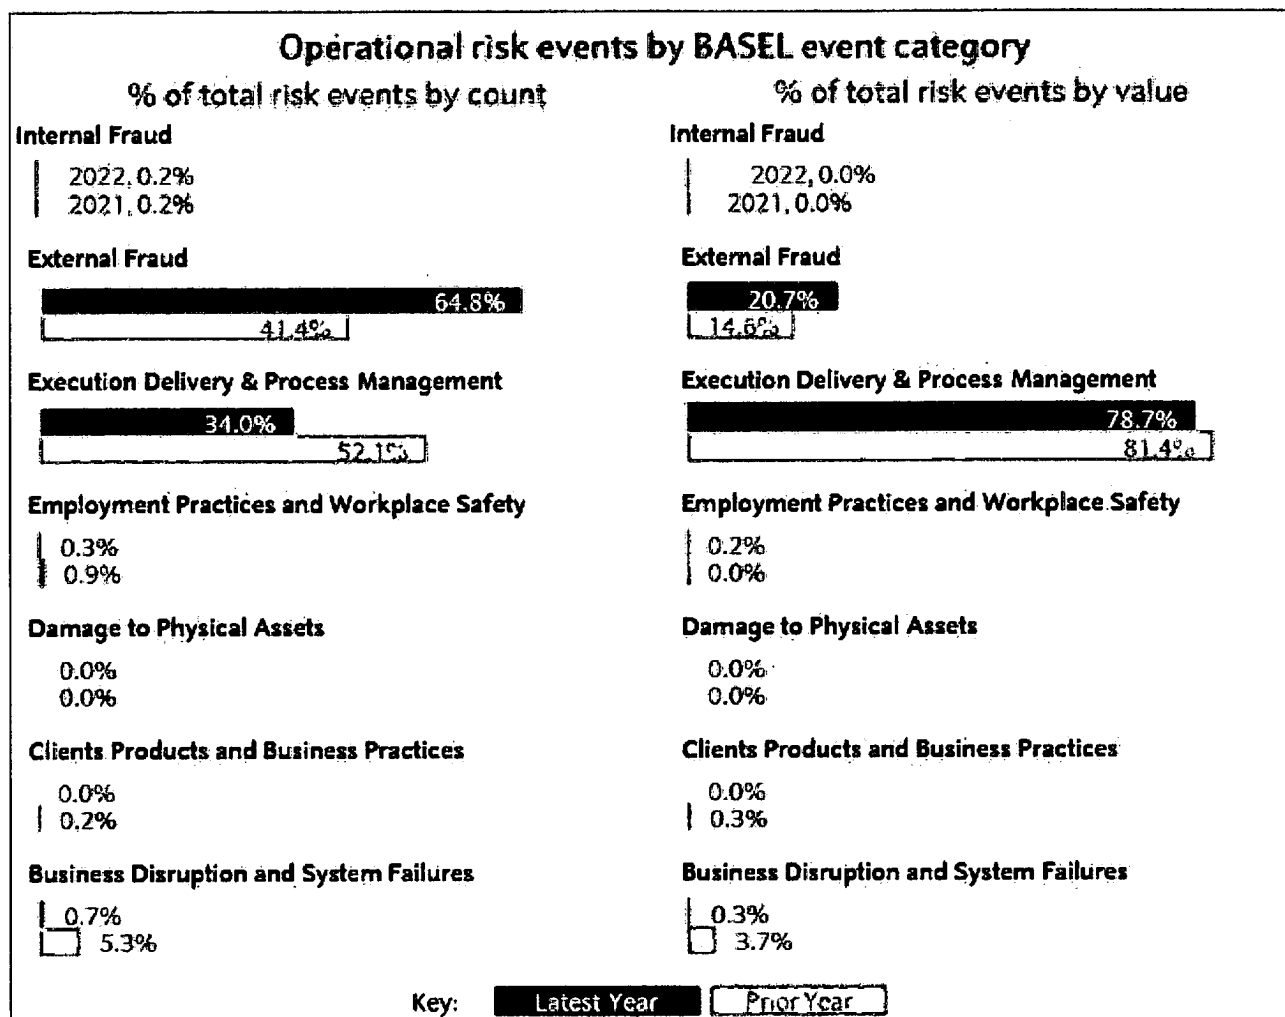 Operational risk events by BASEL event category
% of total risk events by count
Internal Fraud
2022, 0.2%
2021, 0.2%
External Fraud
64.8%
41.4%
Execution Delivery & Process Management
34.0%
52.1%
Employment Practices and Workplace Safety
0.3%
0.9%
Damage to Physical Assets
0.0%
0.0%
Clients Products and Business Practices
0.0%
0.2%
Business Disruption and System Failures
0.7%
5.3%
% of total risk events by value
Internal Fraud
2022, 0.0%
2021, 0.0%
External Fraud
20.7%
14.6%
Execution Delivery & Process Management
78.7%
81.4%
Employment Practices and Workplace Safety
0.2%
0.0%
Damage to Physical Assets
0.0%
0.0%
Clients Products and Business Practices
0.0%
0.3%
Business Disruption and System Failures
0.3%
3.7%
Key: Latest Year Prior Year